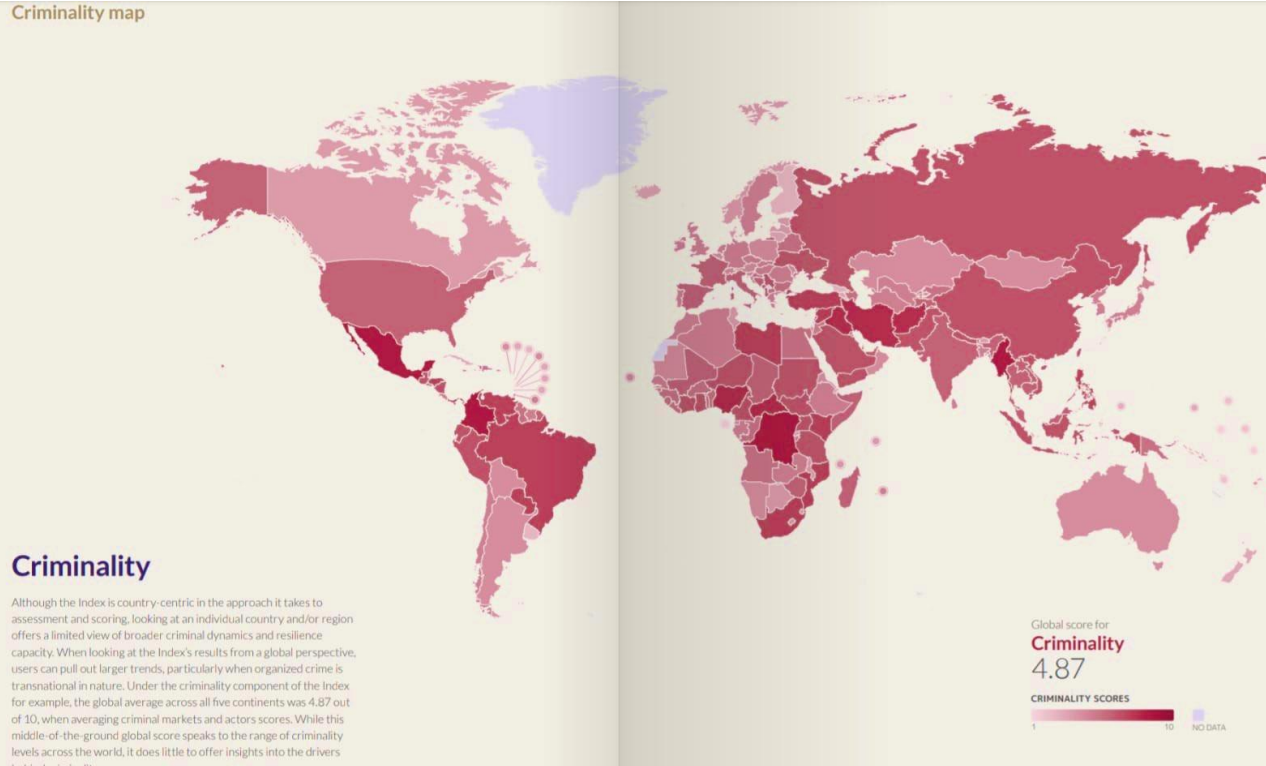 Criminality map
Criminality
Although the Index is country-centric in the approach it takes to
assessment and scoring, looking at an individual country and/or region
offers a limited view of broader criminal dynamics and resilience
capacity. When looking at the Index's results from a global perspective,
users can pull out larger trends, particularly when organized crime is
transnational in nature. Under the criminality component of the Index
for example, the global average across all five continents was 4.87 out
of 10, when averaging criminal markets and actors scores. While this
middle-of-the-ground global score speaks to the range of criminality
levels across the world, it does little to offer insights into the drivers
Global score for
Criminality
4.87
CRIMINALITY SCORES
1
10
NO DATA